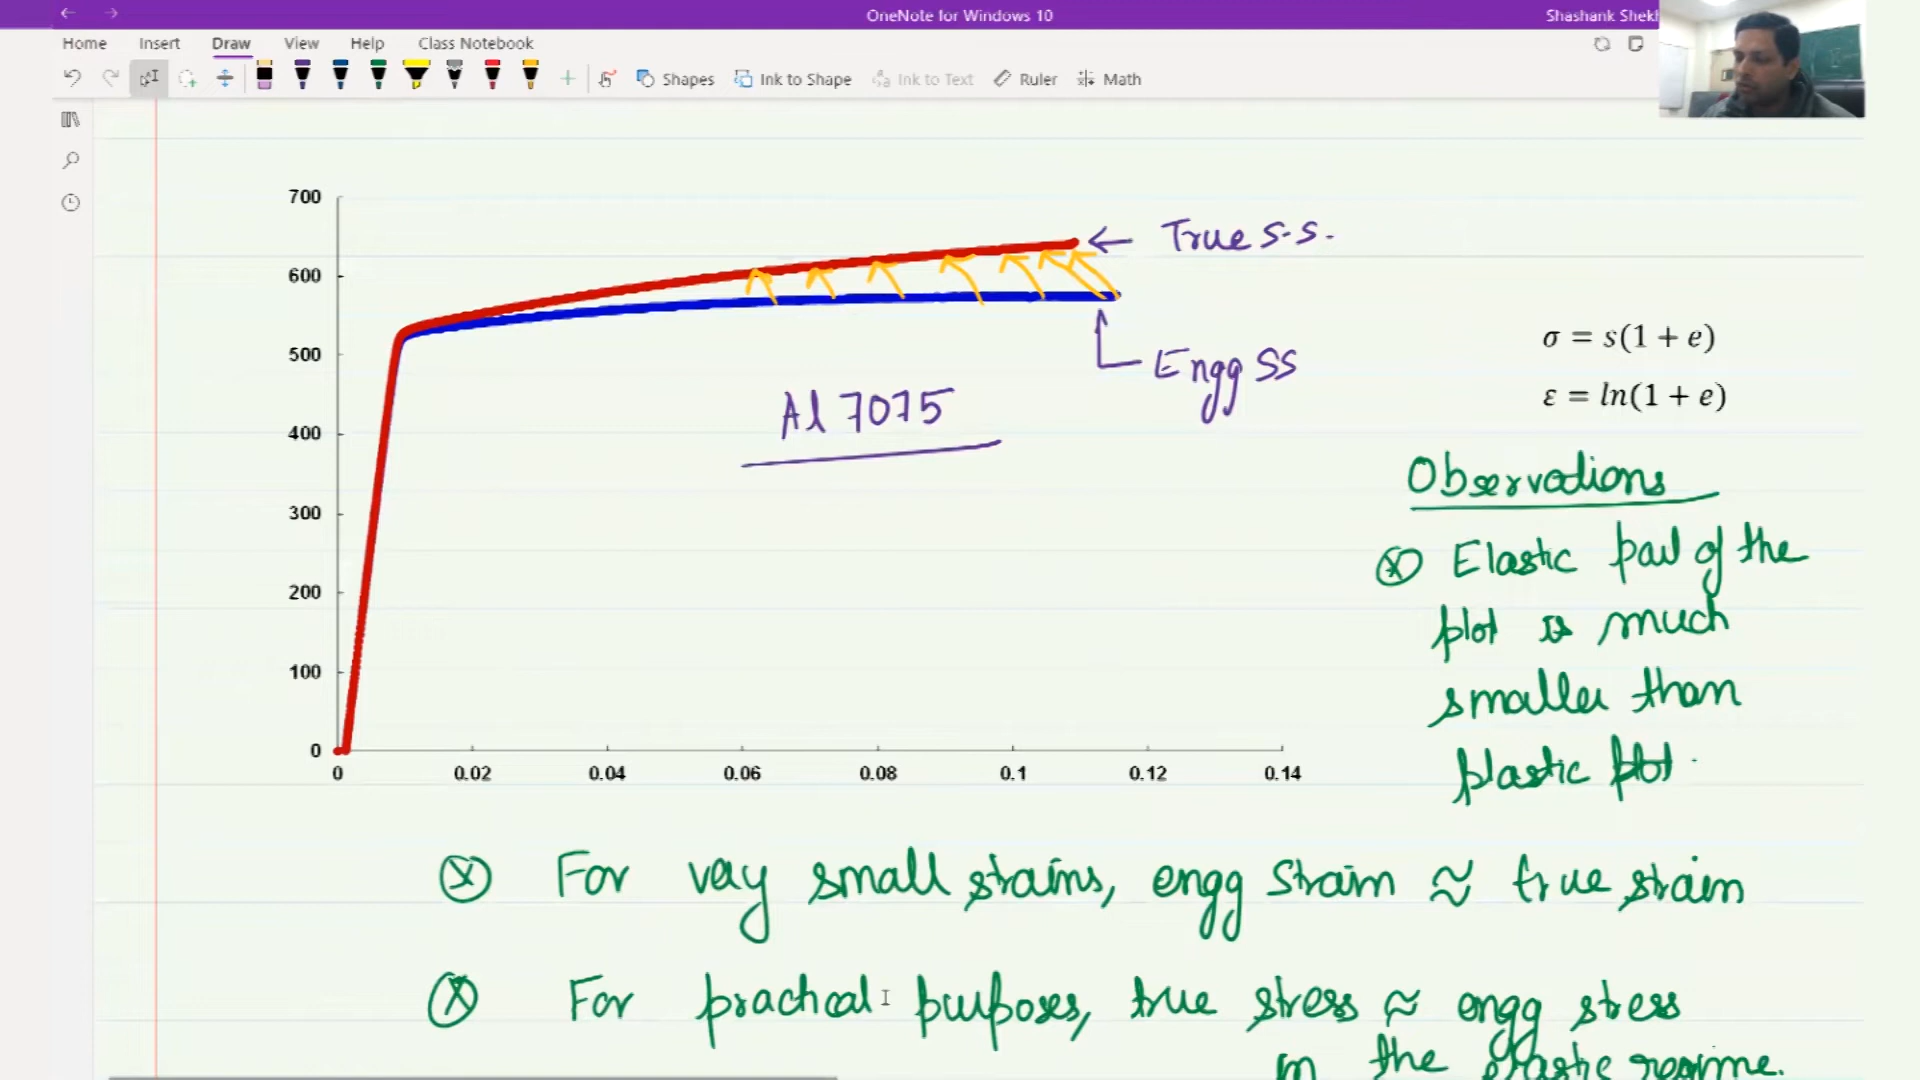 OneNote for Windows 10
Shashank Shekh
Home Insert Draw View Help Class Notebook
Shapes Ink to Shape Ink to Text Ruler Math
700
600
500
400
300
200
100
0
0 0.02 0.04 0.06 0.08 0.1 0.12 0.14
True s-s.
Engg SS
Al 7075
σ = s(1 + e)
ε = ln(1 + e)
Observations
Elastic part of the
plot is much
smaller than
plastic plot.
For very small strains, engg strain ≈ true strain
For practical purposes, true stress ≈ engg stress
in the elastic regime.